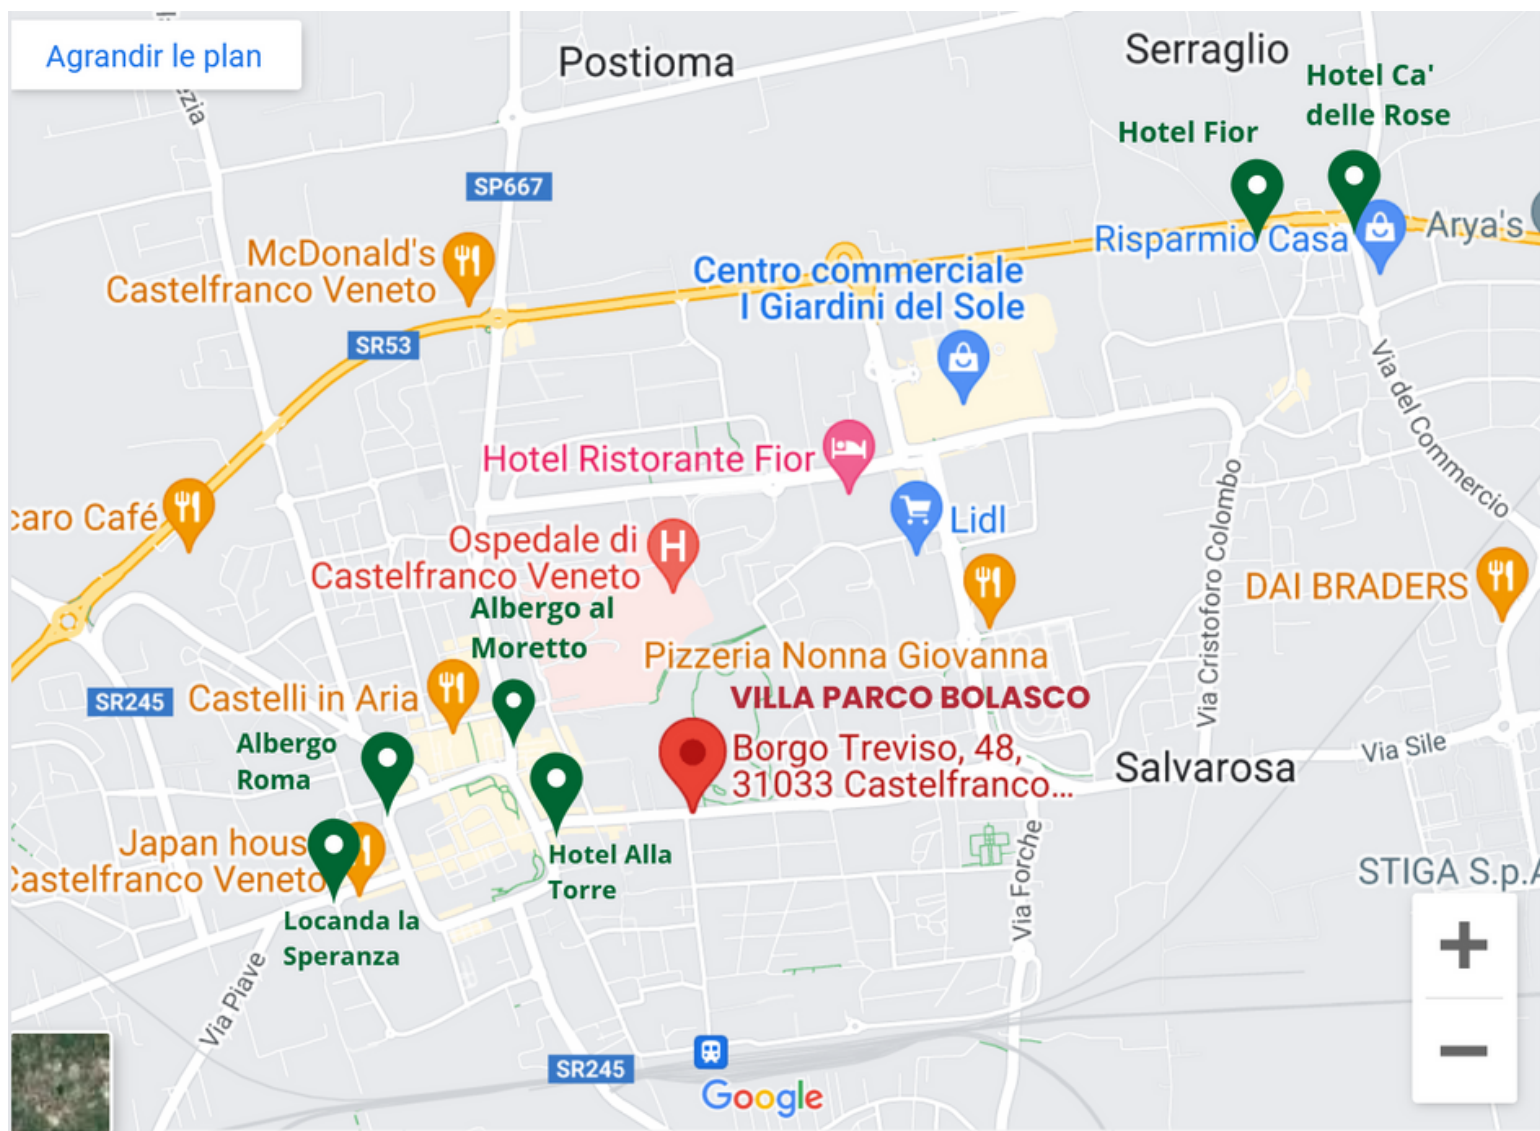 Agrandir le plan
Postioma
Serraglio
Hotel Ca'
delle Rose
Hotel Fior
SP667
McDonald's
Castelfranco Veneto
Risparmio Casa
Arya's
Centro commerciale
I Giardini del Sole
SR53
Via del Commercio
Hotel Ristorante Fior
caro Café
Lidl
Ospedale di
Castelfranco Veneto
Via Cristoforo Colombo
DAI BRADERS
Albergo al
Moretto
Pizzeria Nonna Giovanna
SR245
Castelli in Aria
VILLA PARCO BOLASCO
Albergo
Roma
Borgo Treviso, 48,
31033 Castelfranco...
Salvarosa
Via Sile
Japan hous
Castelfranco Veneto
Hotel Alla
Torre
Via Forche
STIGA S.p.A
Locanda la
Speranza
Via Piave
SR245
Google